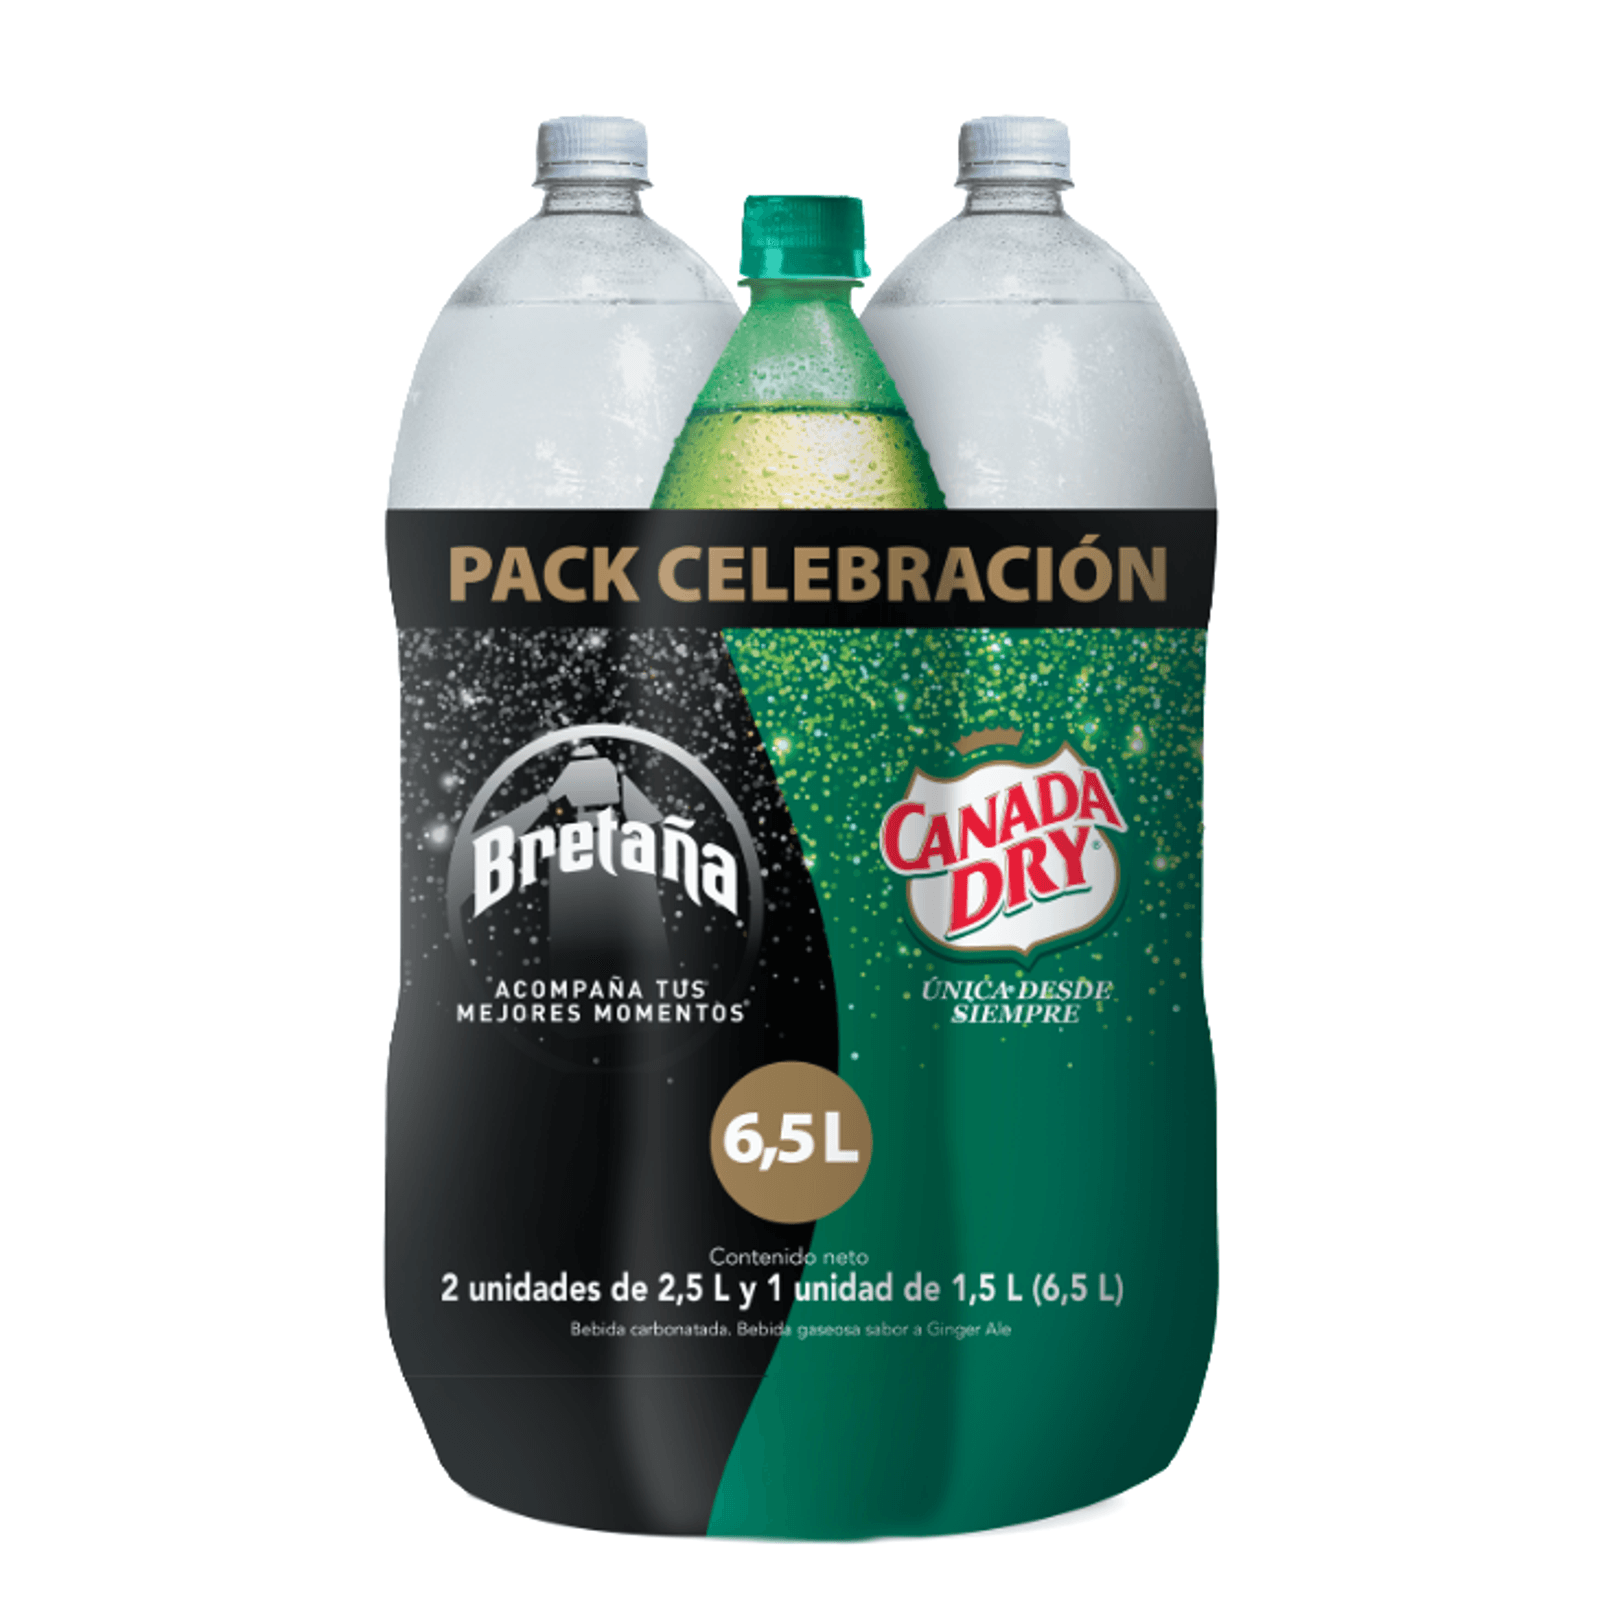 PACK CELEBRACIÓN
Bretaña
ACOMPAÑA TUS
MEJORES MOMENTOS
CANADA
DRY®
ÚNICA DESDE
SIEMPRE
6,5 L
Contenido neto
2 unidades de 2,5 L y 1 unidad de 1,5 L (6,5 L)
Bebida carbonatada. Bebida gaseosa sabor a Ginger Ale